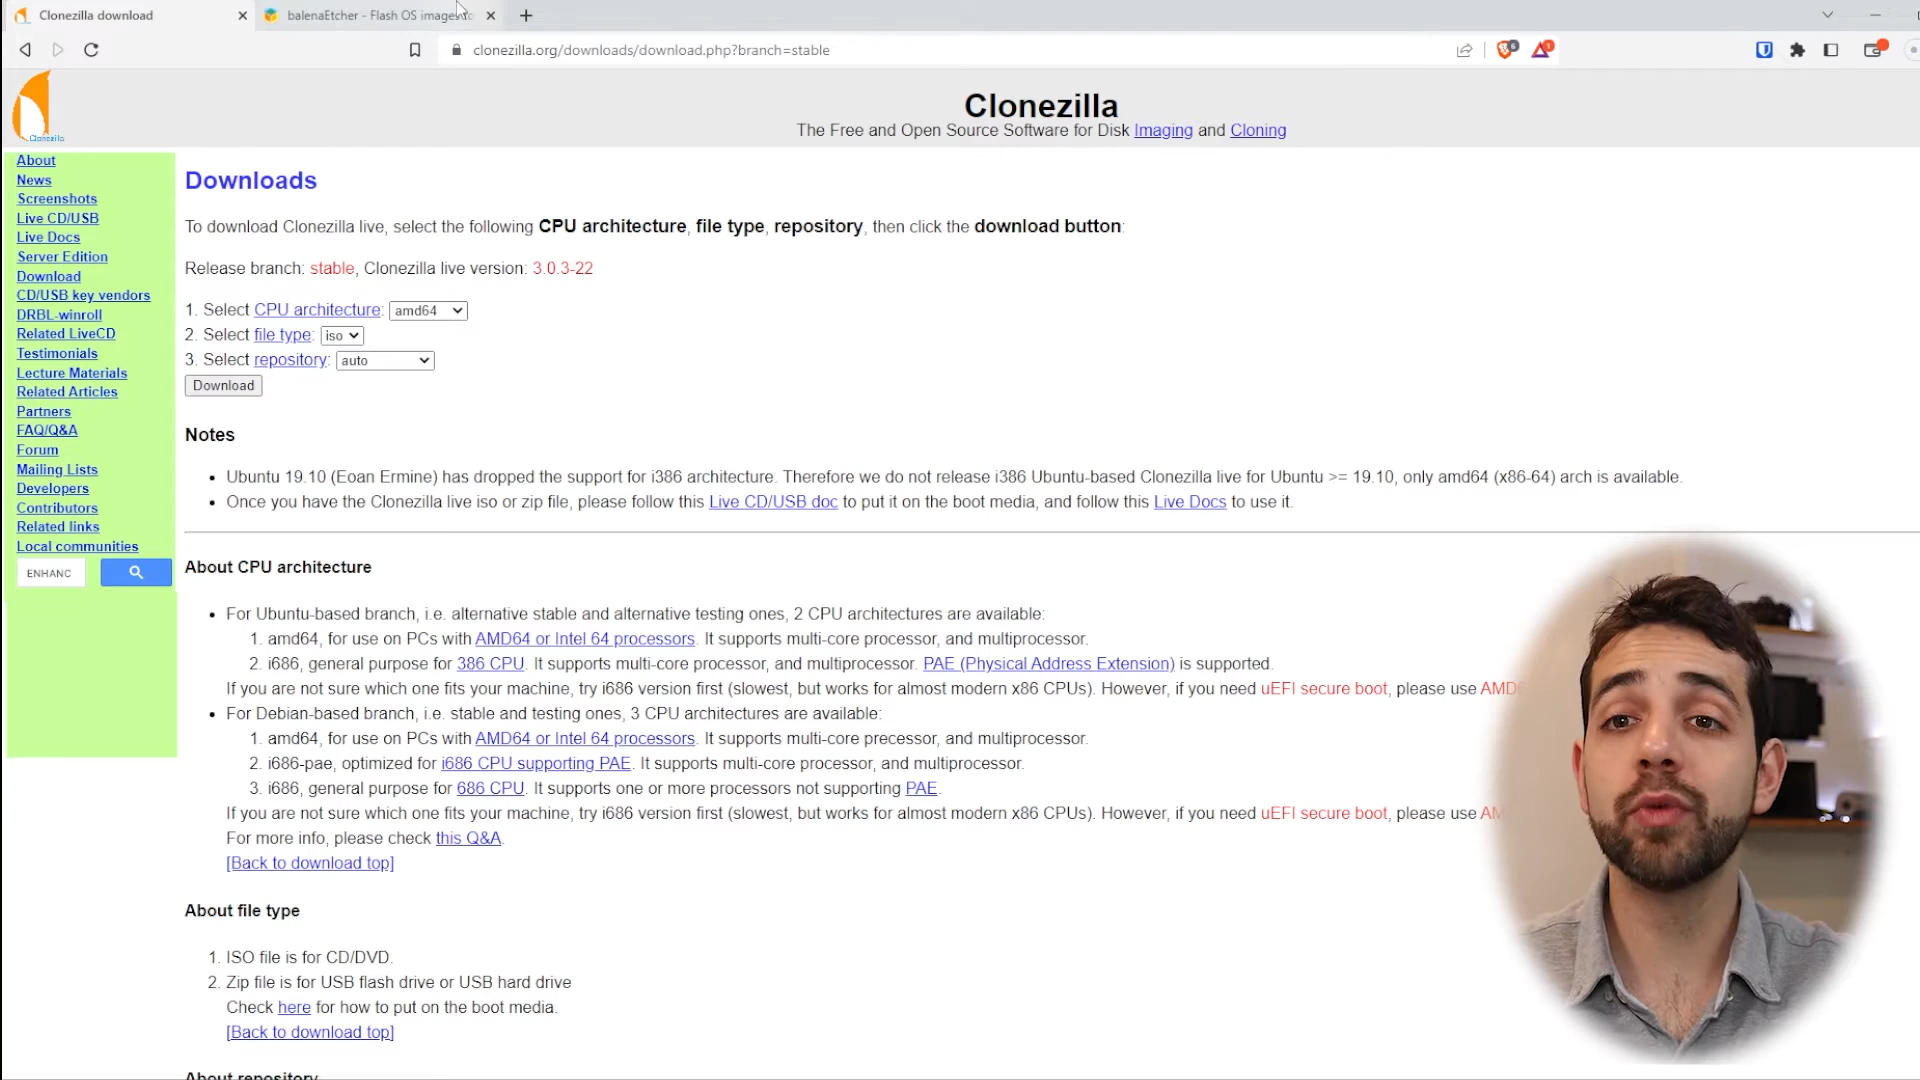 Clonezilla download
balenaEtcher - Flash OS images
clonezilla.org/downloads/download.php?branch=stable
6
1
Clonezilla
Clonezilla
The Free and Open Source Software for Disk Imaging and Cloning
About
News
Screenshots
Live CD/USB
Live Docs
Server Edition
Download
CD/USB key vendors
DRBL-winroll
Related LiveCD
Testimonials
Lecture Materials
Related Articles
Partners
FAQ/Q&A
Forum
Mailing Lists
Developers
Contributors
Related links
Local communities
ENHANC
Downloads
To download Clonezilla live, select the following CPU architecture, file type, repository, then click the download button:
Release branch: stable, Clonezilla live version: 3.0.3-22
1. Select CPU architecture: amd64
2. Select file type: iso
3. Select repository: auto
Download
Notes
• Ubuntu 19.10 (Eoan Ermine) has dropped the support for i386 architecture. Therefore we do not release i386 Ubuntu-based Clonezilla live for Ubuntu >= 19.10, only amd64 (x86-64) arch is available.
• Once you have the Clonezilla live iso or zip file, please follow this Live CD/USB doc to put it on the boot media, and follow this Live Docs to use it.
About CPU architecture
• For Ubuntu-based branch, i.e. alternative stable and alternative testing ones, 2 CPU architectures are available:
1. amd64, for use on PCs with AMD64 or Intel 64 processors. It supports multi-core processor, and multiprocessor.
2. i686, general purpose for 386 CPU. It supports multi-core processor, and multiprocessor. PAE (Physical Address Extension) is supported.
If you are not sure which one fits your machine, try i686 version first (slowest, but works for almost modern x86 CPUs). However, if you need uEFI secure boot, please use AMD6
• For Debian-based branch, i.e. stable and testing ones, 3 CPU architectures are available:
1. amd64, for use on PCs with AMD64 or Intel 64 processors. It supports multi-core precessor, and multiprocessor.
2. i686-pae, optimized for i686 CPU supporting PAE. It supports multi-core processor, and multiprocessor.
3. i686, general purpose for 686 CPU. It supports one or more processors not supporting PAE.
If you are not sure which one fits your machine, try i686 version first (slowest, but works for almost modern x86 CPUs). However, if you need uEFI secure boot, please use AM
For more info, please check this Q&A.
[Back to download top]
About file type
1. ISO file is for CD/DVD.
2. Zip file is for USB flash drive or USB hard drive
Check here for how to put on the boot media.
[Back to download top]
About repository